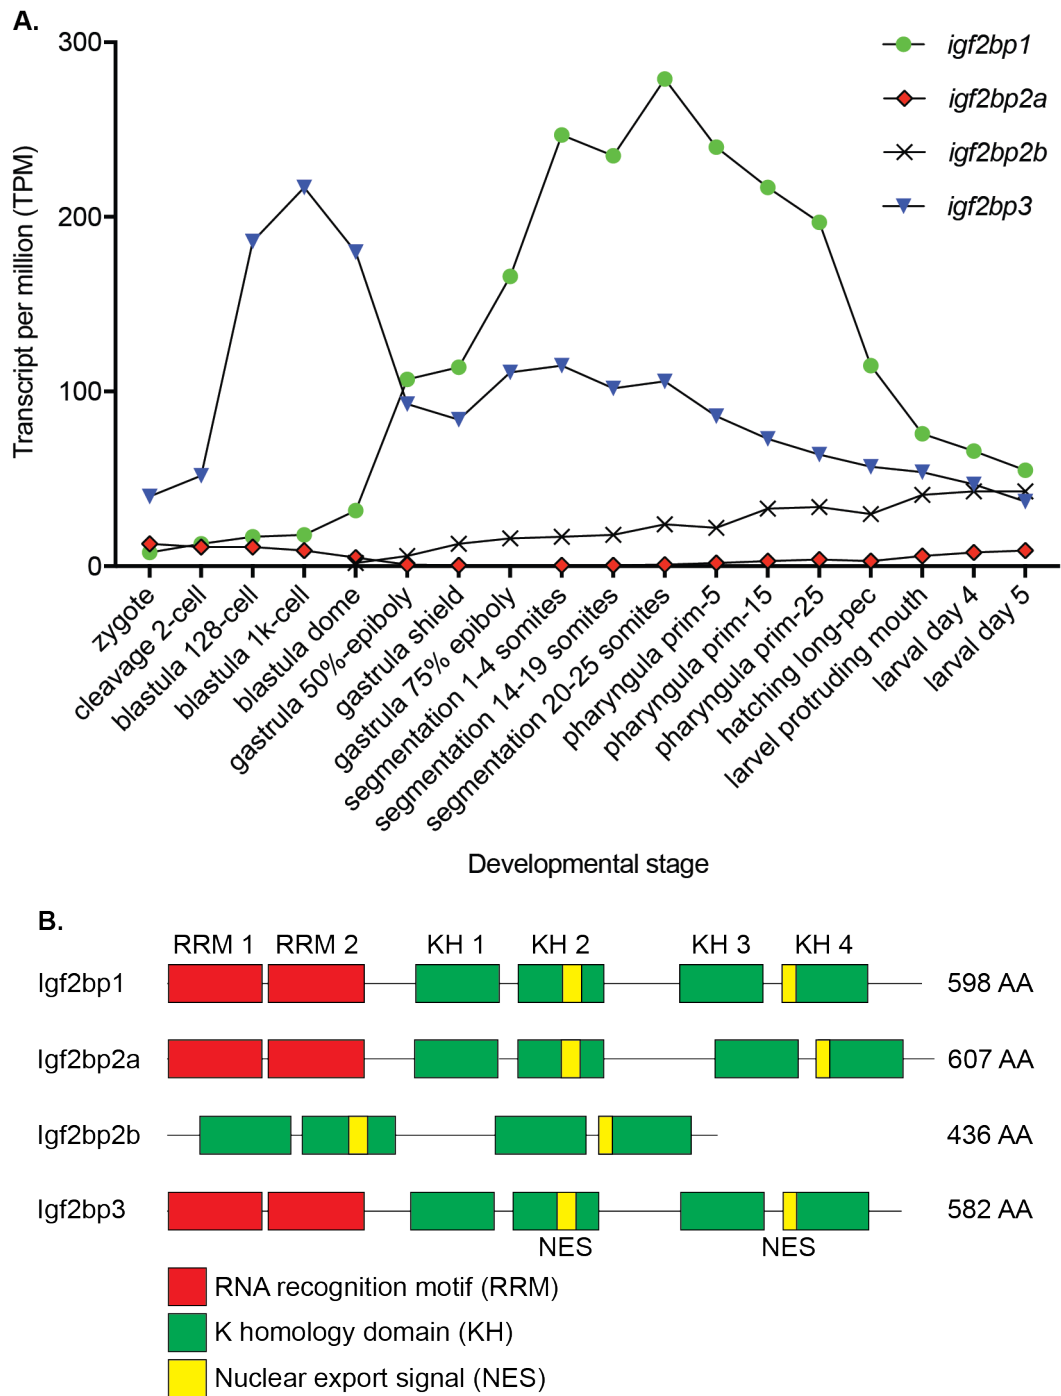 A.
300
200
100
0
Transcript per million (TPM)
igf2bp1
igf2bp2a
igf2bp2b
igf2bp3
zygote
cleavage 2-cell
blastula 128-cell
blastula 1k-cell
blastula dome
gastrula 50%-epiboly
gastrula shield
gastrula 75% epiboly
segmentation 1-4 somites
segmentation 14-19 somites
segmentation 20-25 somites
pharyngula prim-5
pharyngula prim-15
pharyngula prim-25
hatching long-pec
larvel protruding mouth
larval day 4
larval day 5
Developmental stage
B.
RRM 1 RRM 2 KH 1 KH 2 KH 3 KH 4
Igf2bp1 598 AA
Igf2bp2a 607 AA
Igf2bp2b 436 AA
Igf2bp3 582 AA
NES NES
RNA recognition motif (RRM)
K homology domain (KH)
Nuclear export signal (NES)